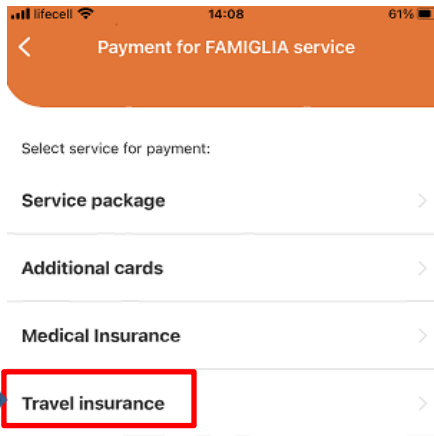 lifecell 14:08 61%
Payment for FAMIGLIA service
Select service for payment:
Service package
Additional cards
Medical Insurance
Travel insurance